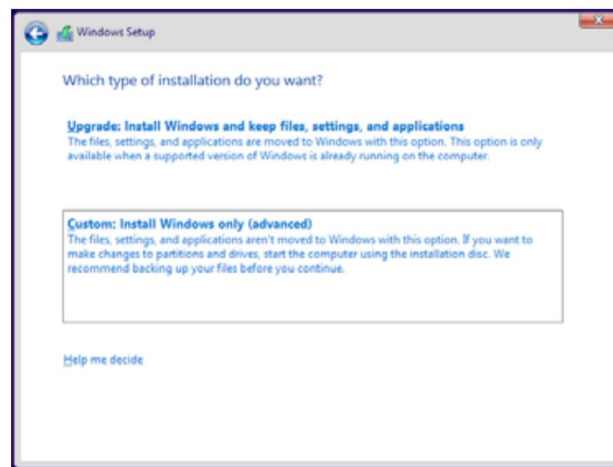 Windows Setup
Which type of installation do you want?
Upgrade: Install Windows and keep files, settings, and applications
The files, settings, and applications are moved to Windows with this option. This option is only
available when a supported version of Windows is already running on the computer.
Custom: Install Windows only (advanced)
The files, settings, and applications aren't moved to Windows with this option. If you want to
make changes to partitions and drives, start the computer using the installation disc. We
recommend backing up your files before you continue.
Help me decide